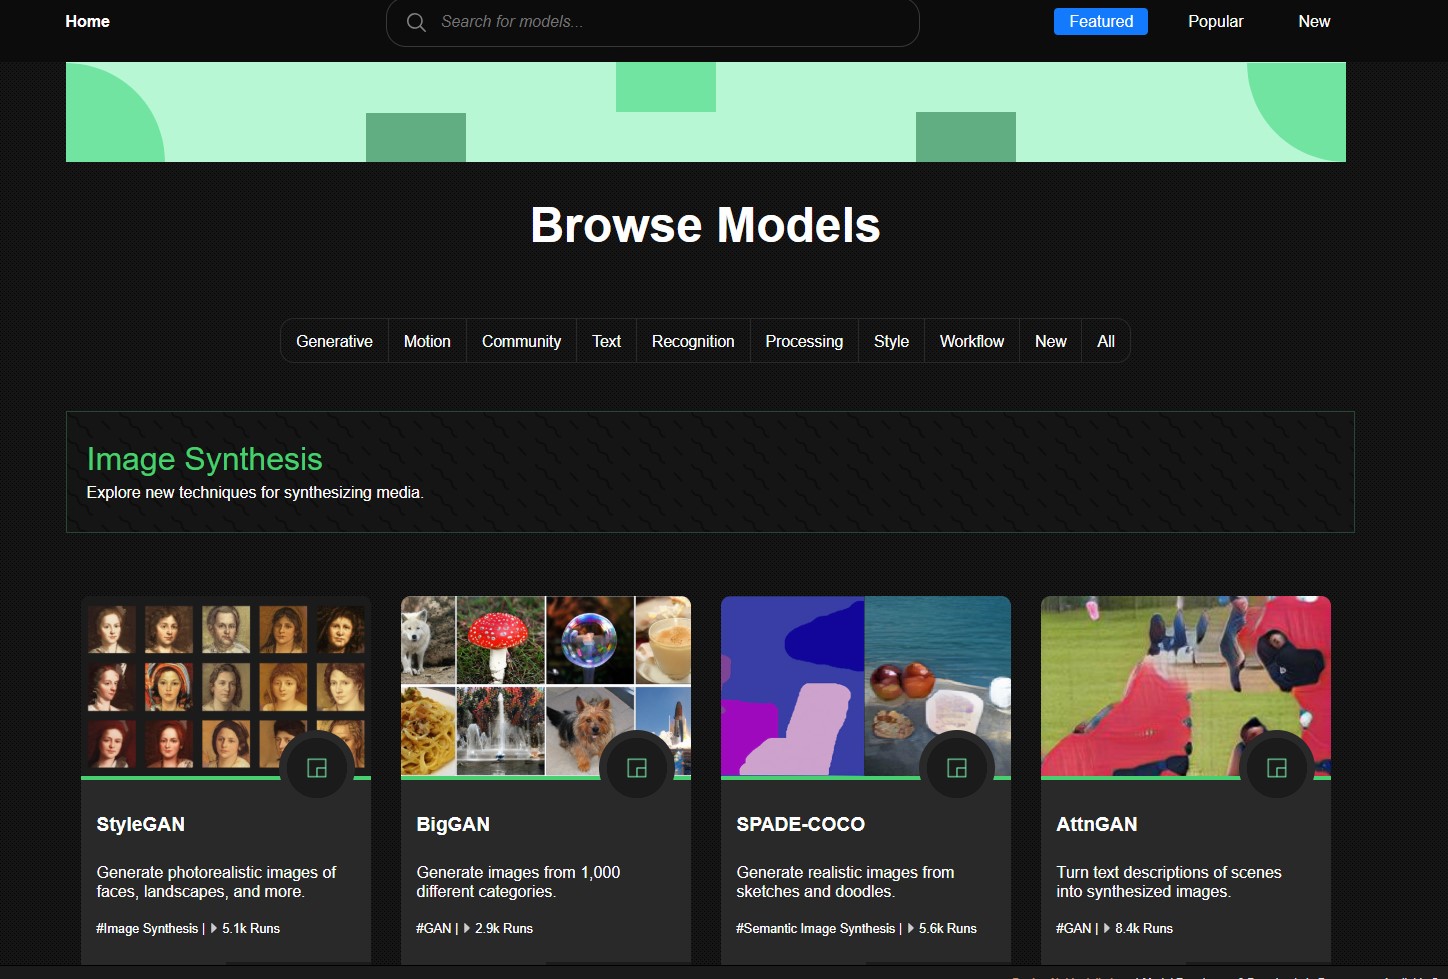 Home
Search for models...
Featured
Popular
New
Browse Models
Generative
Motion
Community
Text
Recognition
Processing
Style
Workflow
New
All
Image Synthesis
Explore new techniques for synthesizing media.
StyleGAN
Generate photorealistic images of
faces, landscapes, and more.
#Image Synthesis | 5.1k Runs
BigGAN
Generate images from 1,000
different categories.
#GAN | 2.9k Runs
SPADE-COCO
Generate realistic images from
sketches and doodles.
#Semantic Image Synthesis | 5.6k Runs
AttnGAN
Turn text descriptions of scenes
into synthesized images.
#GAN | 8.4k Runs